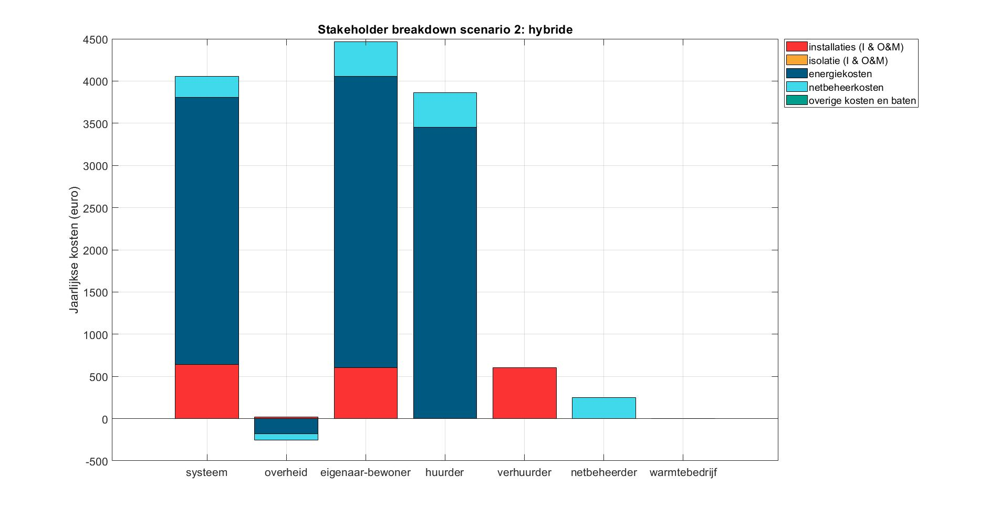 Stakeholder breakdown scenario 2: hybride
4500
4000
3500
3000
2500
2000
1500
1000
500
0
-500
Jaarlijkse kosten (euro)
systeem overheid eigenaar-bewoner huurder verhuurder netbeheerder warmtebedrijf
installaties (I & O&M)
isolatie (I & O&M)
energiekosten
netbeheerkosten
overige kosten en baten